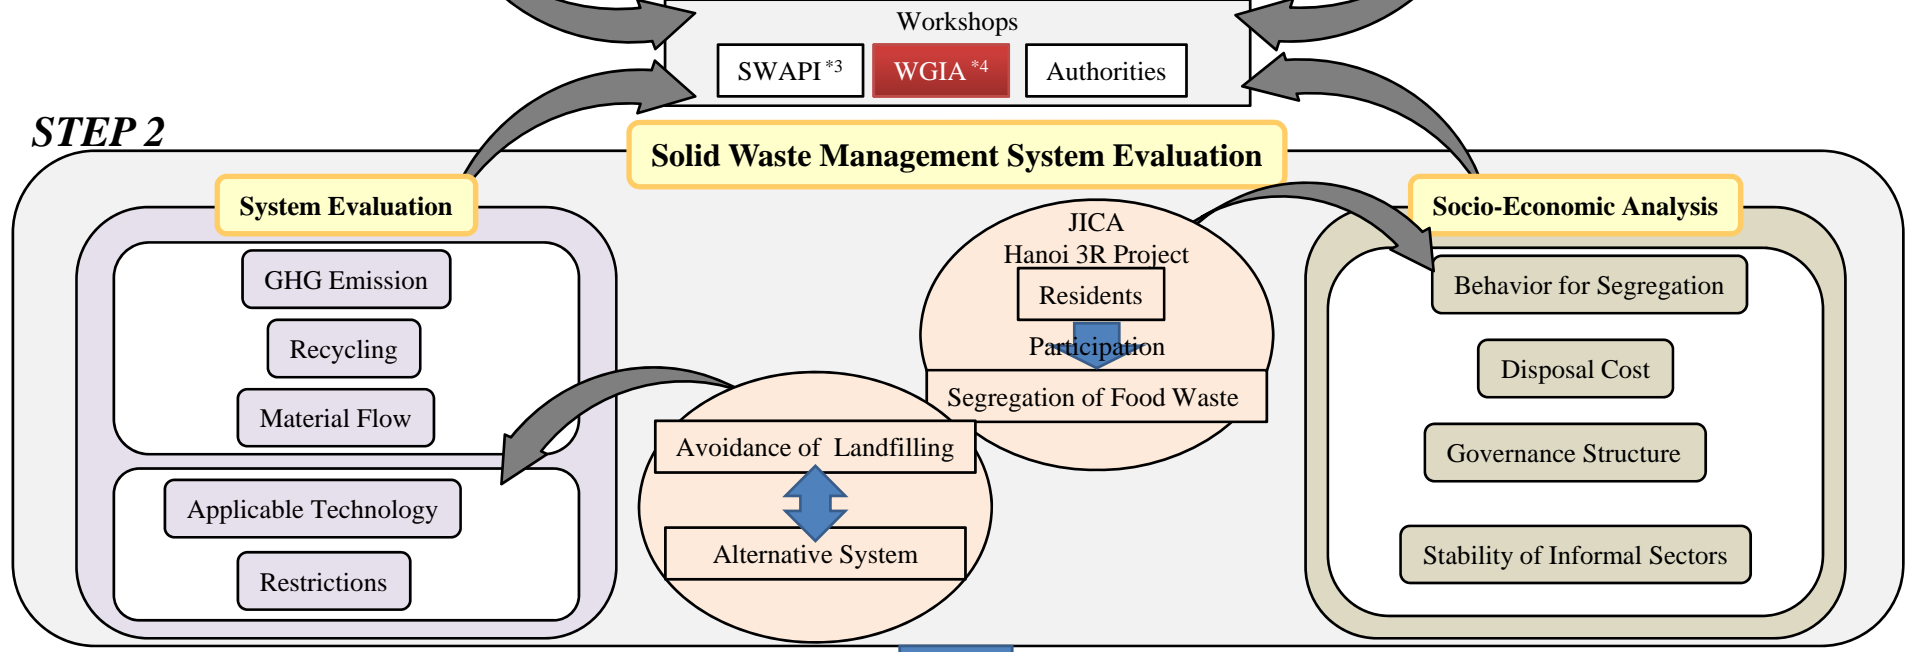 Workshops
SWAPI *3
WGIA *4
Authorities
STEP 2
Solid Waste Management System Evaluation
System Evaluation
GHG Emission
Recycling
Material Flow
Applicable Technology
Restrictions
JICA
Hanoi 3R Project
Residents
Participation
Segregation of Food Waste
Avoidance of Landfilling
Alternative System
Socio-Economic Analysis
Behavior for Segregation
Disposal Cost
Governance Structure
Stability of Informal Sectors